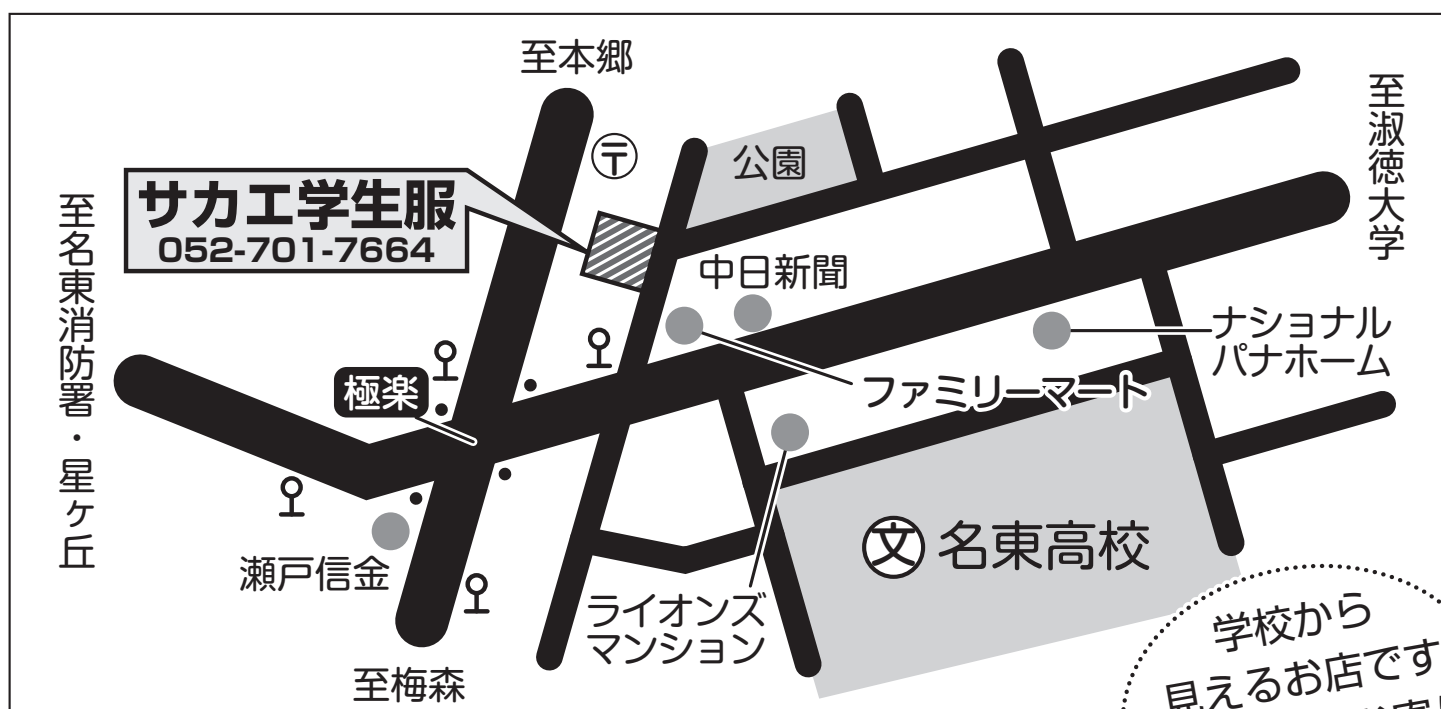 至本郷
〒
公園
至淑徳大学
サカエ学生服
052-701-7664
至名東消防署・星ヶ丘
中日新聞
ナショナル
パナホーム
極楽
ファミリーマート
文 名東高校
瀬戸信金
ライオンズ
マンション
至梅森
学校から
見えるお店です